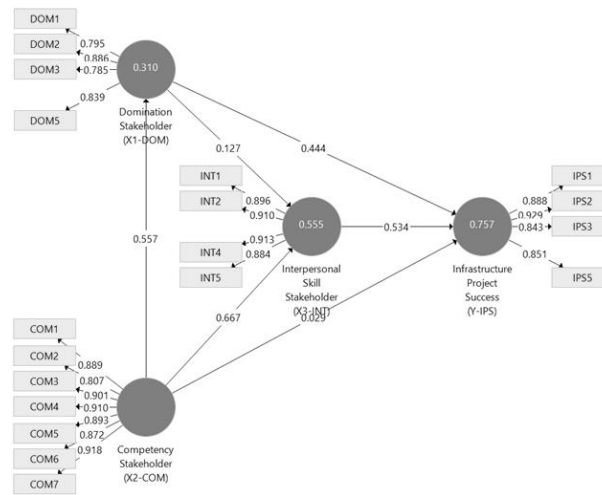 DOM1
DOM2
DOM3
DOM5
0.795
0.886
0.785
0.839
0.310
Domination
Stakeholder
(X1-DOM)
0.127
0.444
0.557
INT1
INT2
INT4
INT5
0.896
0.910
0.913
0.884
0.555
Interpersonal
Skill
Stakeholder
(X3-INT)
0.534
0.667
0.029
0.757
Infrastructure
Project
Success
(Y-IPS)
0.888
0.929
0.843
0.851
IPS1
IPS2
IPS3
IPS5
COM1
COM2
COM3
COM4
COM5
COM6
COM7
0.889
0.807
0.901
0.910
0.893
0.872
0.918
Competency
Stakeholder
(X2-COM)